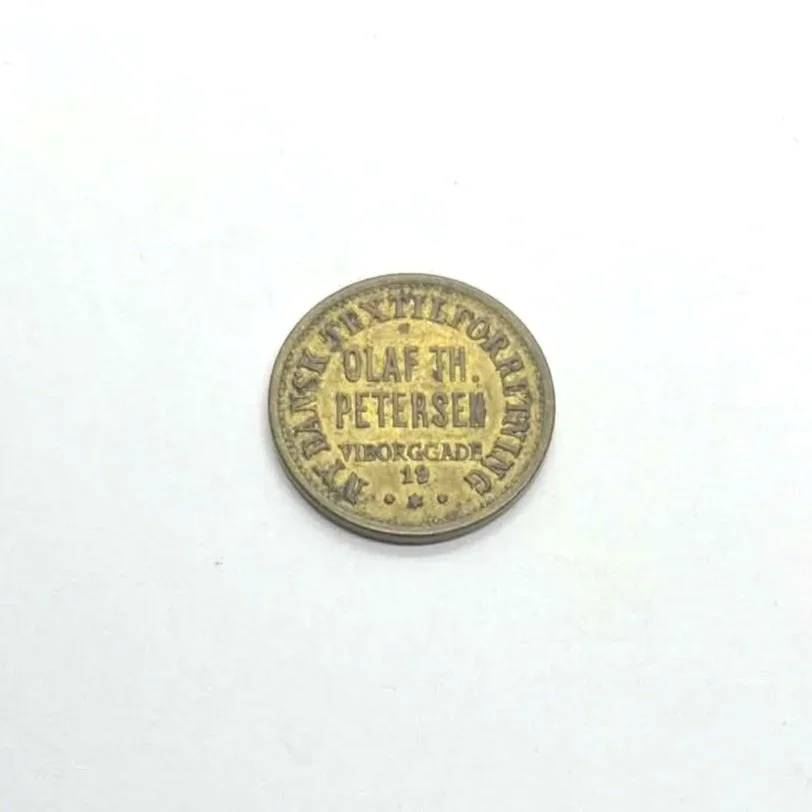 NY DANSK TEXTILFORRETNING
OLAF TH.
PETERSEN
VIBORGGADE
19